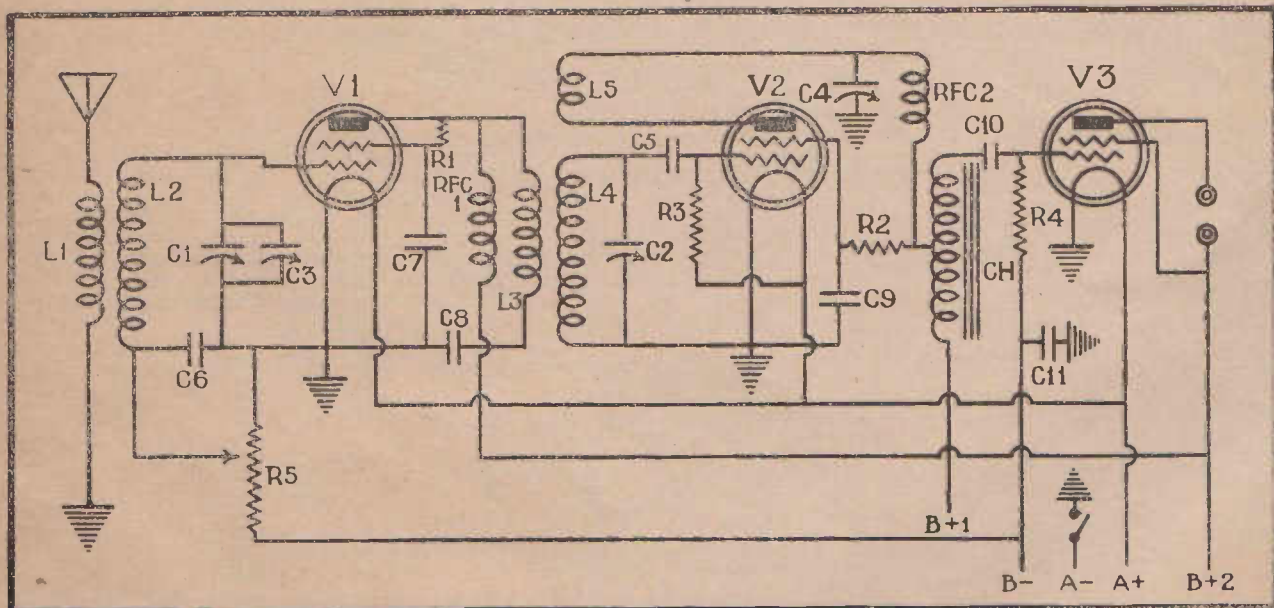 V1
V2
V3
L5
C4
RFC2
C10
C5
R1
L2
RFC
1
L4
R3
R2
R4
L1
C1
C3
C7
C2
CH
L3
C9
C8
C6
C11
R5
B+1
B-
A-
A+
B+2